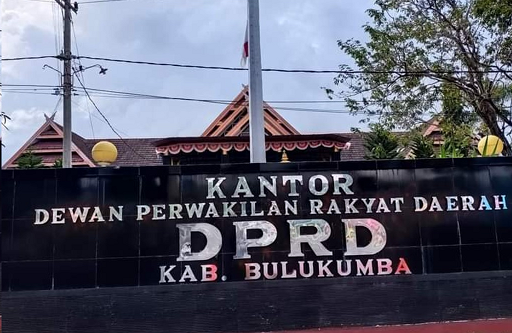 KANTOR
DEWAN PERWAKILAN RAKYAT DAERAH
DPRD
KAB. BULUKUMBA